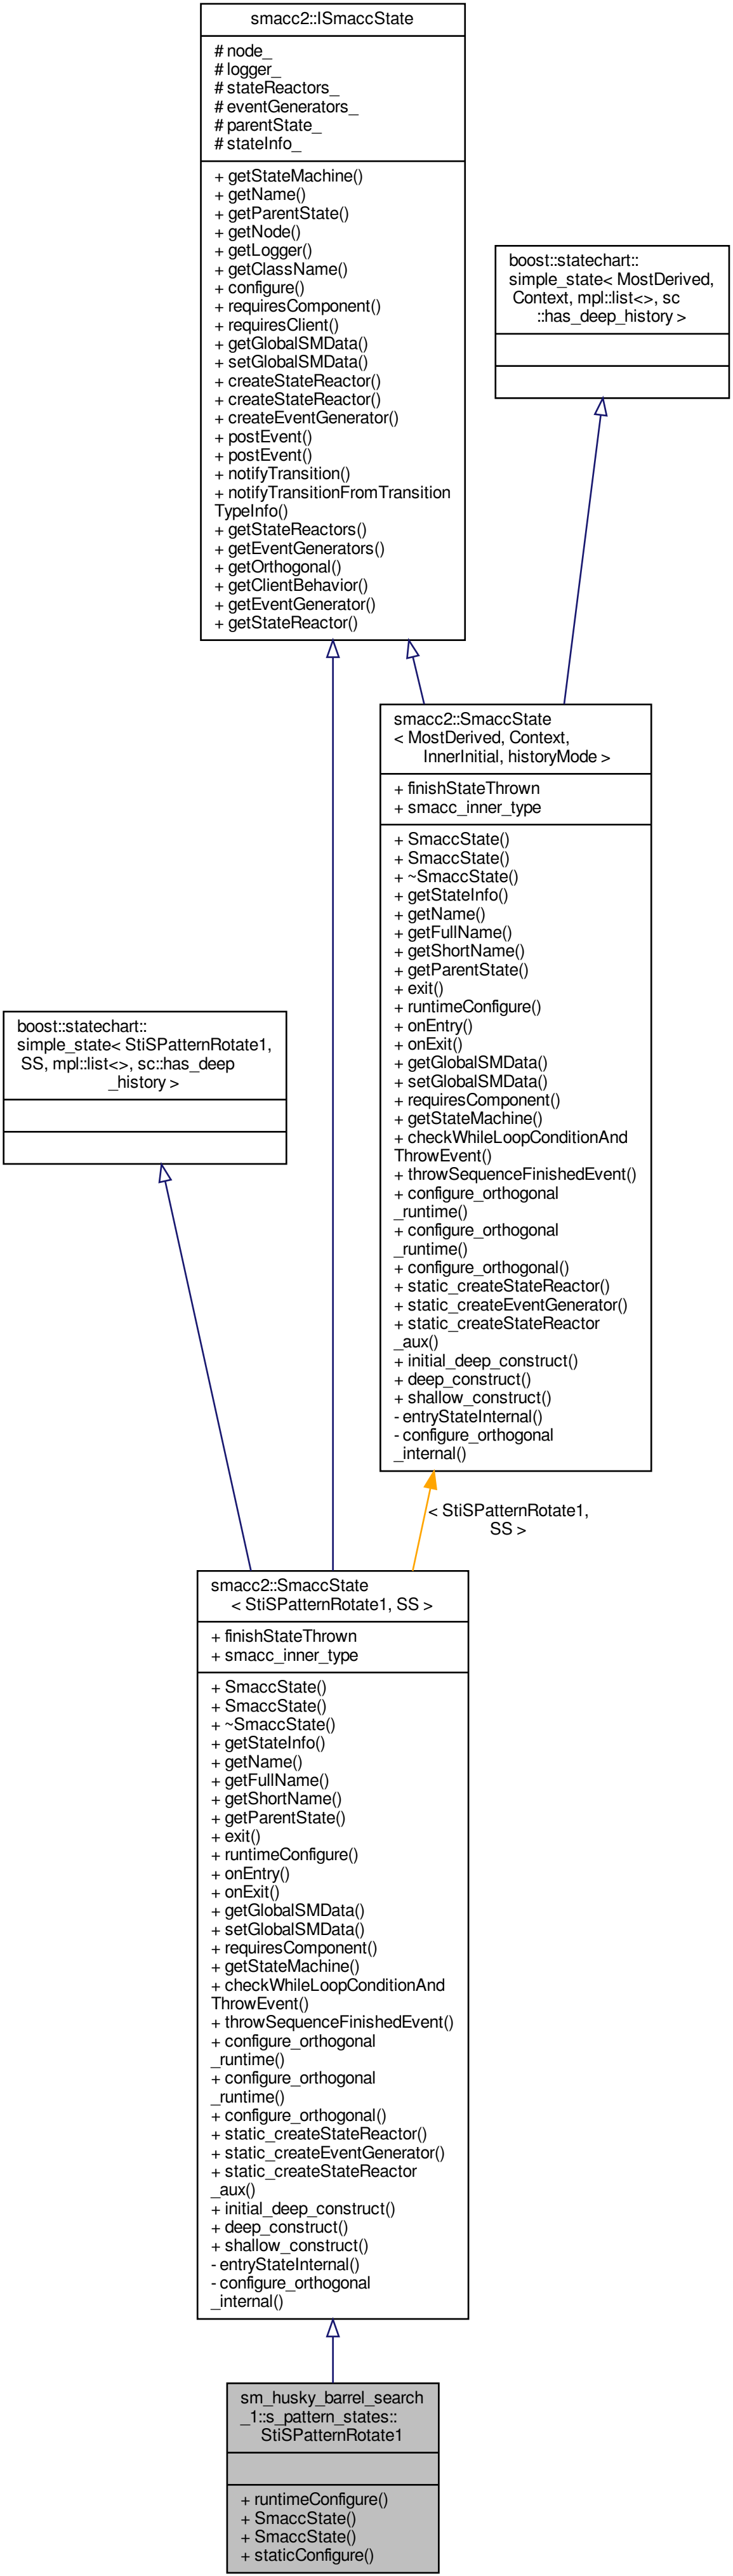 smacc2::ISmaccState
# node_
# logger_
# stateReactors_
# eventGenerators_
# parentState_
# stateInfo_
+ getStateMachine()
+ getName()
+ getParentState()
+ getNode()
+ getLogger()
+ getClassName()
+ configure()
+ requiresComponent()
+ requiresClient()
+ getGlobalSMData()
+ setGlobalSMData()
+ createStateReactor()
+ createStateReactor()
+ createEventGenerator()
+ postEvent()
+ postEvent()
+ notifyTransition()
+ notifyTransitionFromTransition
TypeInfo()
+ getStateReactors()
+ getEventGenerators()
+ getOrthogonal()
+ getClientBehavior()
+ getEventGenerator()
+ getStateReactor()
boost::statechart::
simple_state< MostDerived,
Context, mpl::list<>, sc
::has_deep_history >
smacc2::SmaccState
< MostDerived, Context,
InnerInitial, historyMode >
+ finishStateThrown
+ smacc_inner_type
+ SmaccState()
+ SmaccState()
+ ~SmaccState()
+ getStateInfo()
+ getName()
+ getFullName()
+ getShortName()
+ getParentState()
+ exit()
+ runtimeConfigure()
+ onEntry()
+ onExit()
+ getGlobalSMData()
+ setGlobalSMData()
+ requiresComponent()
+ getStateMachine()
+ checkWhileLoopConditionAnd
ThrowEvent()
+ throwSequenceFinishedEvent()
+ configure_orthogonal
_runtime()
+ configure_orthogonal
_runtime()
+ configure_orthogonal()
+ static_createStateReactor()
+ static_createEventGenerator()
+ static_createStateReactor
_aux()
+ initial_deep_construct()
+ deep_construct()
+ shallow_construct()
- entryStateInternal()
- configure_orthogonal
_internal()
boost::statechart::
simple_state< StiSPatternRotate1,
SS, mpl::list<>, sc::has_deep
_history >
< StiSPatternRotate1,
SS >
smacc2::SmaccState
< StiSPatternRotate1, SS >
+ finishStateThrown
+ smacc_inner_type
+ SmaccState()
+ SmaccState()
+ ~SmaccState()
+ getStateInfo()
+ getName()
+ getFullName()
+ getShortName()
+ getParentState()
+ exit()
+ runtimeConfigure()
+ onEntry()
+ onExit()
+ getGlobalSMData()
+ setGlobalSMData()
+ requiresComponent()
+ getStateMachine()
+ checkWhileLoopConditionAnd
ThrowEvent()
+ throwSequenceFinishedEvent()
+ configure_orthogonal
_runtime()
+ configure_orthogonal
_runtime()
+ configure_orthogonal()
+ static_createStateReactor()
+ static_createEventGenerator()
+ static_createStateReactor
_aux()
+ initial_deep_construct()
+ deep_construct()
+ shallow_construct()
- entryStateInternal()
- configure_orthogonal
_internal()
sm_husky_barrel_search
_1::s_pattern_states::
StiSPatternRotate1
+ runtimeConfigure()
+ SmaccState()
+ SmaccState()
+ staticConfigure()